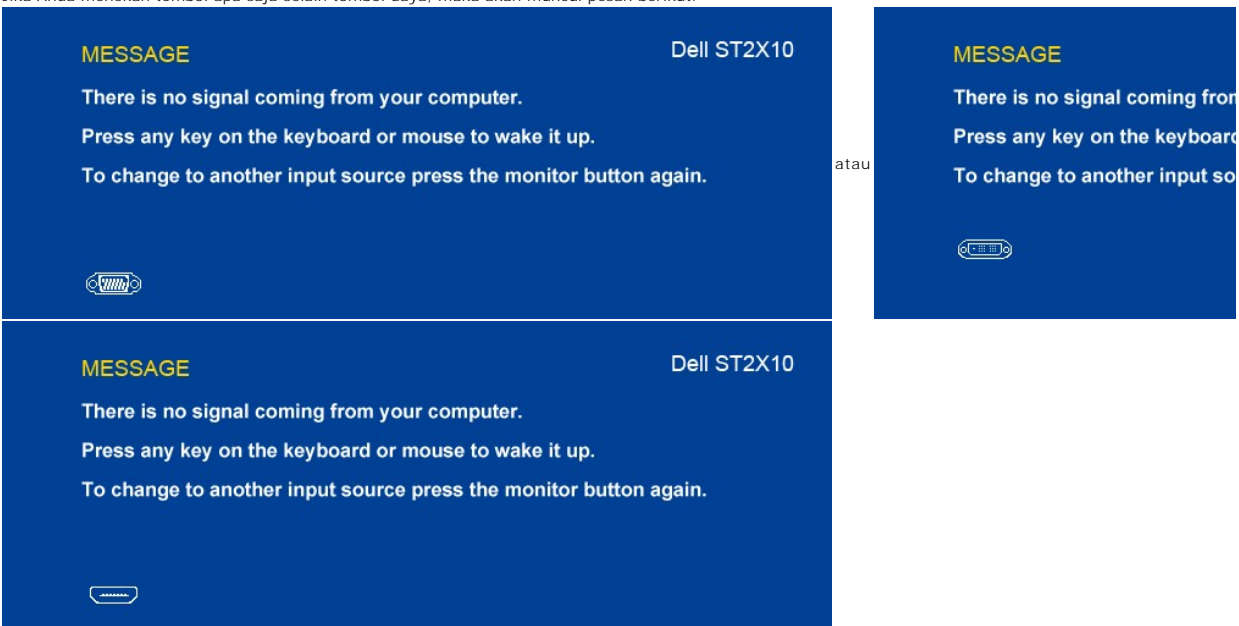 MESSAGE
Dell ST2X10
There is no signal coming from your computer.
Press any key on the keyboard or mouse to wake it up.
To change to another input source press the monitor button again.
atau
MESSAGE
There is no signal coming
Press any key on the
To change to another input
MESSAGE
Dell ST2X10
There is no signal coming from your computer.
Press any key on the keyboard or mouse to wake it up.
To change to another input source press the monitor button again.